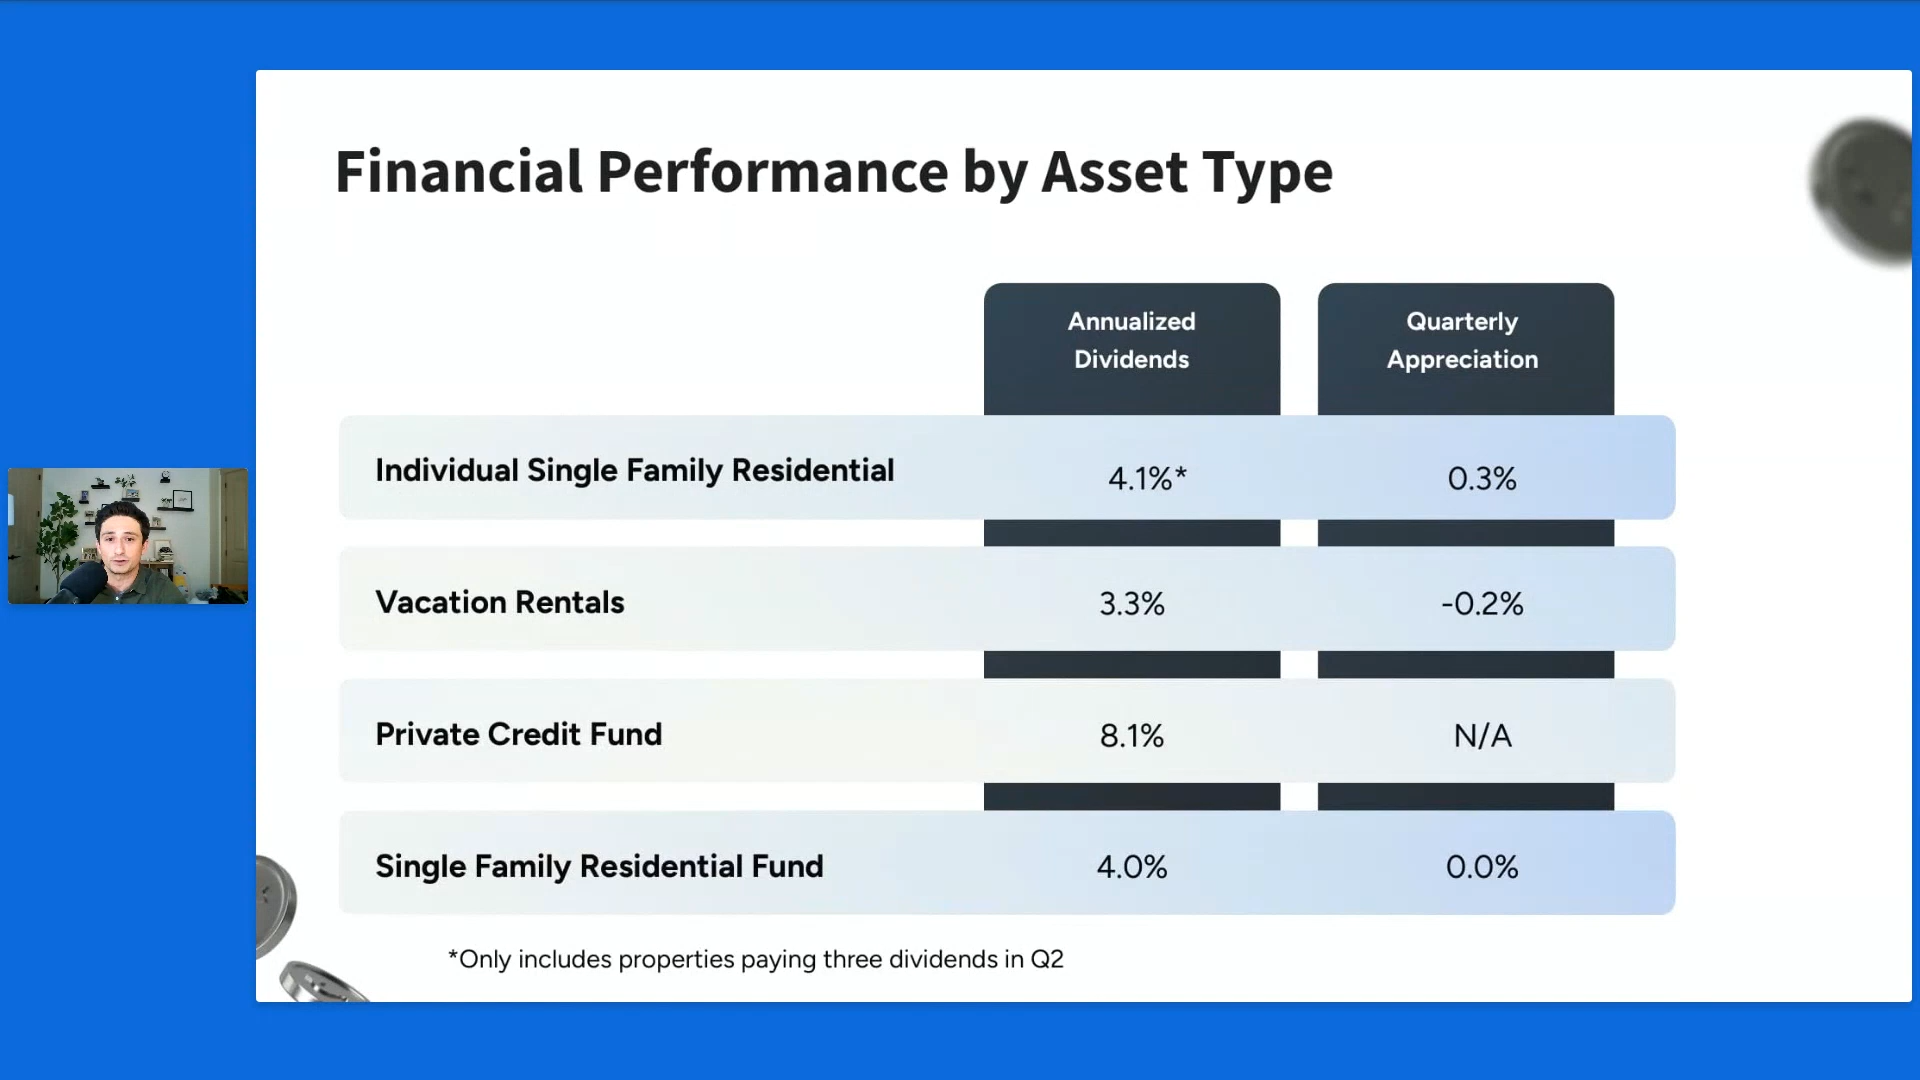 Financial Performance by Asset Type
Annualized
Dividends
Quarterly
Appreciation
Individual Single Family Residential 4.1%* 0.3%
Vacation Rentals 3.3% -0.2%
Private Credit Fund 8.1% N/A
Single Family Residential Fund 4.0% 0.0%
*Only includes properties paying three dividends in Q2